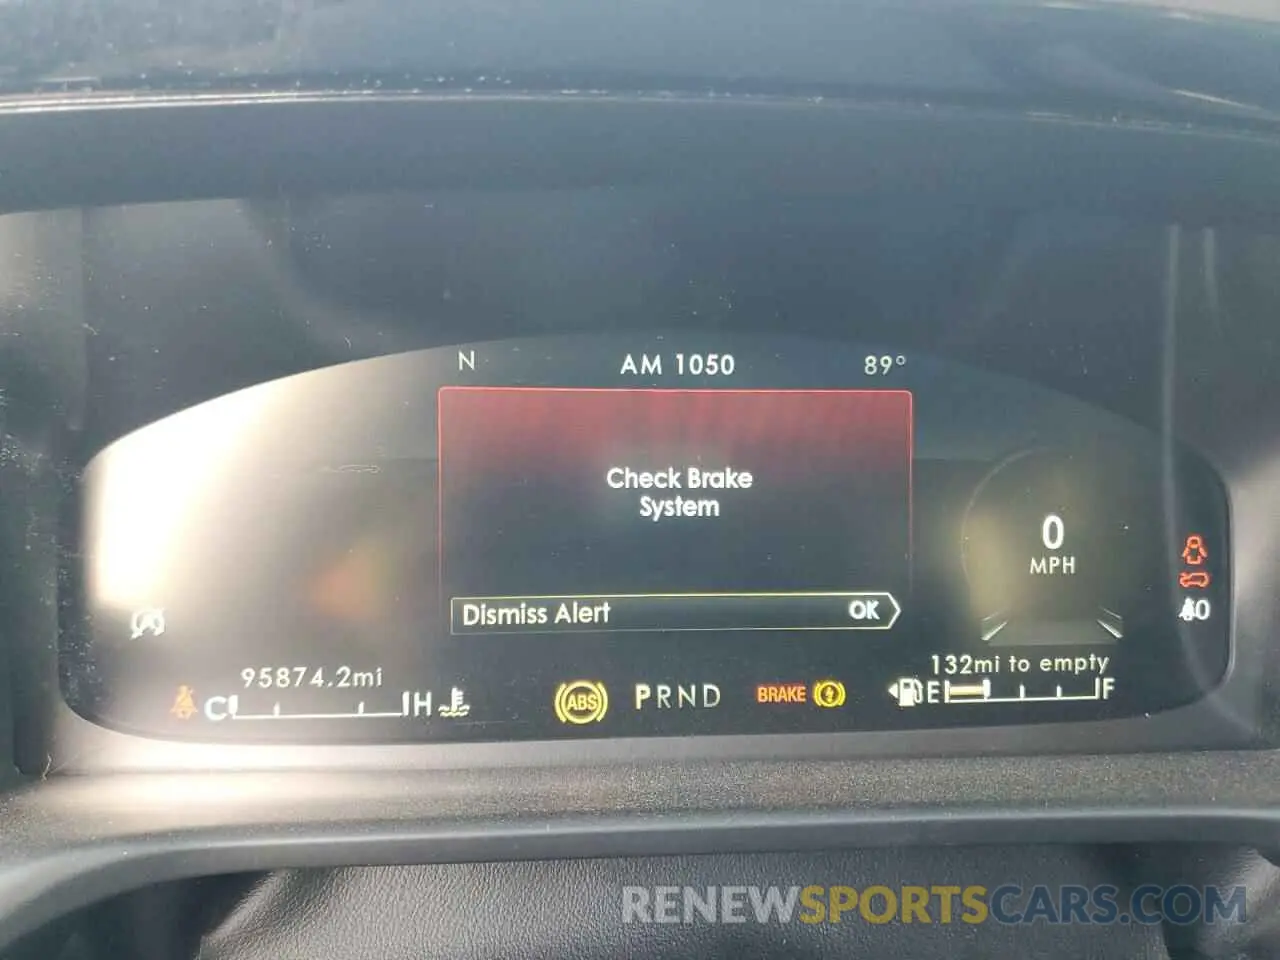 N AM 1050 89°
Check Brake
System
0
MPH
Dismiss Alert OK
95874.2mi
132mi to empty
C H ABS PRND BRAKE E F
RENEWSPORTSCARS.COM